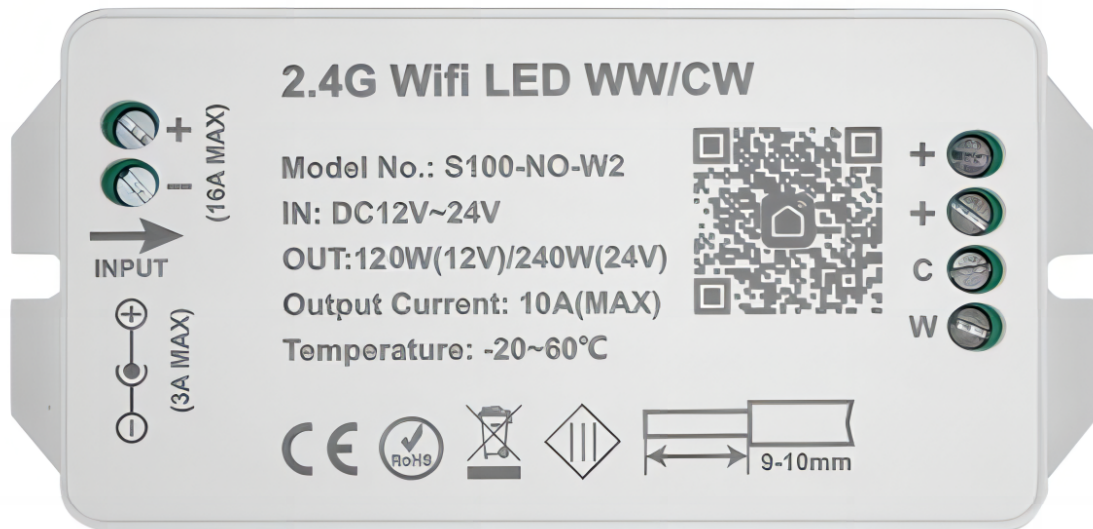 2.4G Wifi LED WW/CW
+
−
(16A MAX)
INPUT
(3A MAX)
Model No.: S100-NO-W2
IN: DC12V~24V
OUT:120W(12V)/240W(24V)
Output Current: 10A(MAX)
Temperature: -20~60℃
+
+
C
W
CE
RoHS
9-10mm